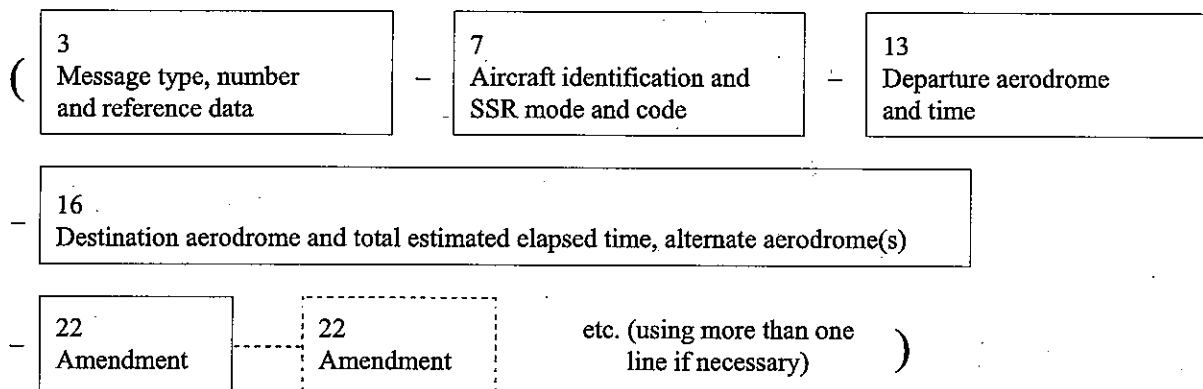 (
3
Message type, number
and reference data
–
7
Aircraft identification and
SSR mode and code
–
13
Departure aerodrome
and time
–
16
Destination aerodrome and total estimated elapsed time, alternate aerodrome(s)
–
22
Amendment
22
Amendment
etc. (using more than one
line if necessary)
)